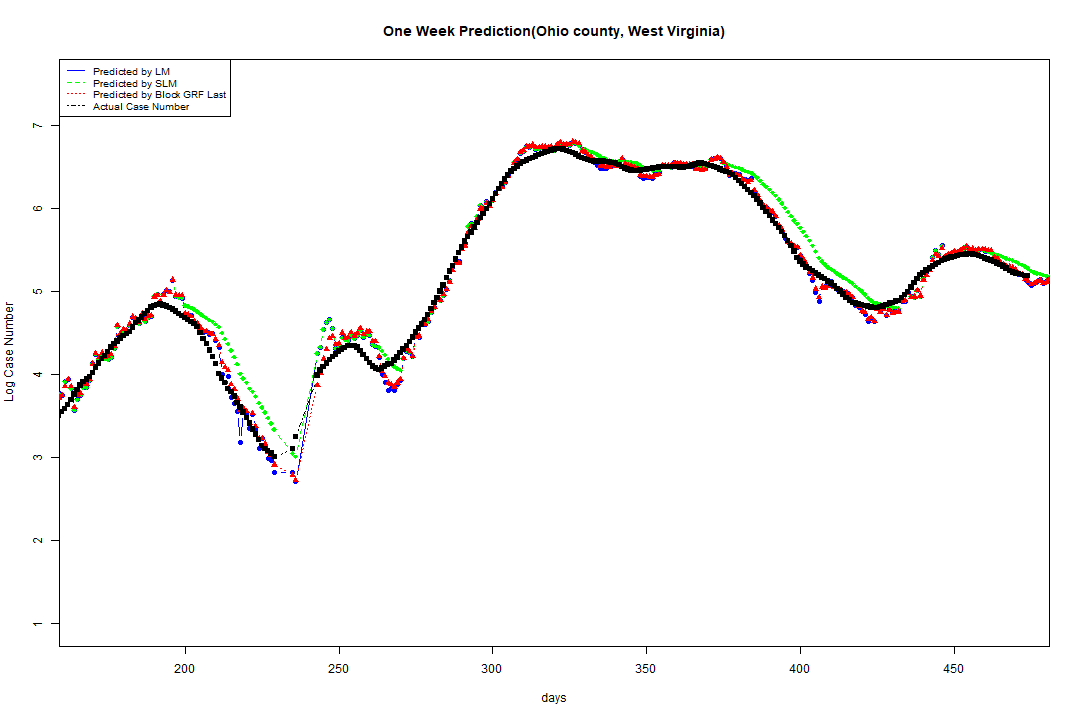 One Week Prediction(Ohio county, West Virginia)
Predicted by LM
Predicted by SLM
Predicted by Block GRF Last
Actual Case Number
7
6
5
4
3
2
1
Log Case Number
200 250 300 350 400 450
days